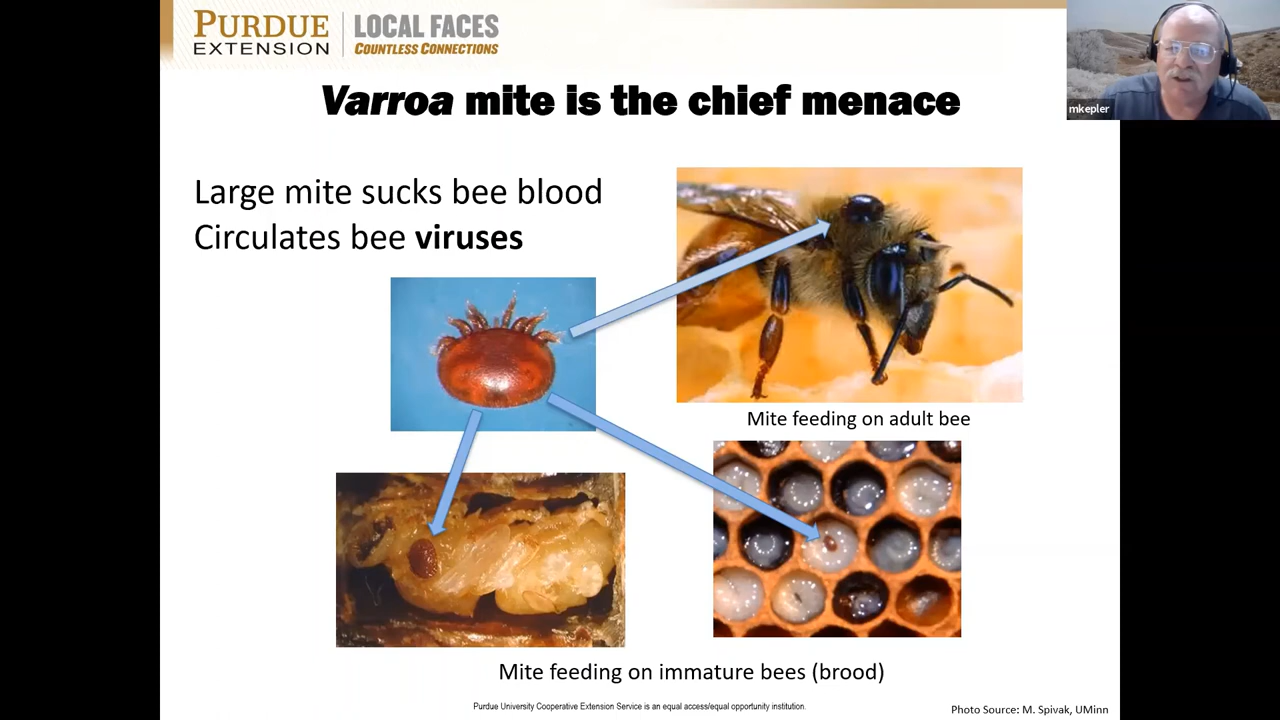 PURDUE
EXTENSION
LOCAL FACES
COUNTLESS CONNECTIONS
mkepler
Varroa mite is the chief menace
Large mite sucks bee blood
Circulates bee viruses
Mite feeding on adult bee
Mite feeding on immature bees (brood)
Purdue University Cooperative Extension Service is an equal access/equal opportunity institution.
Photo Source: M. Spivak, UMinn